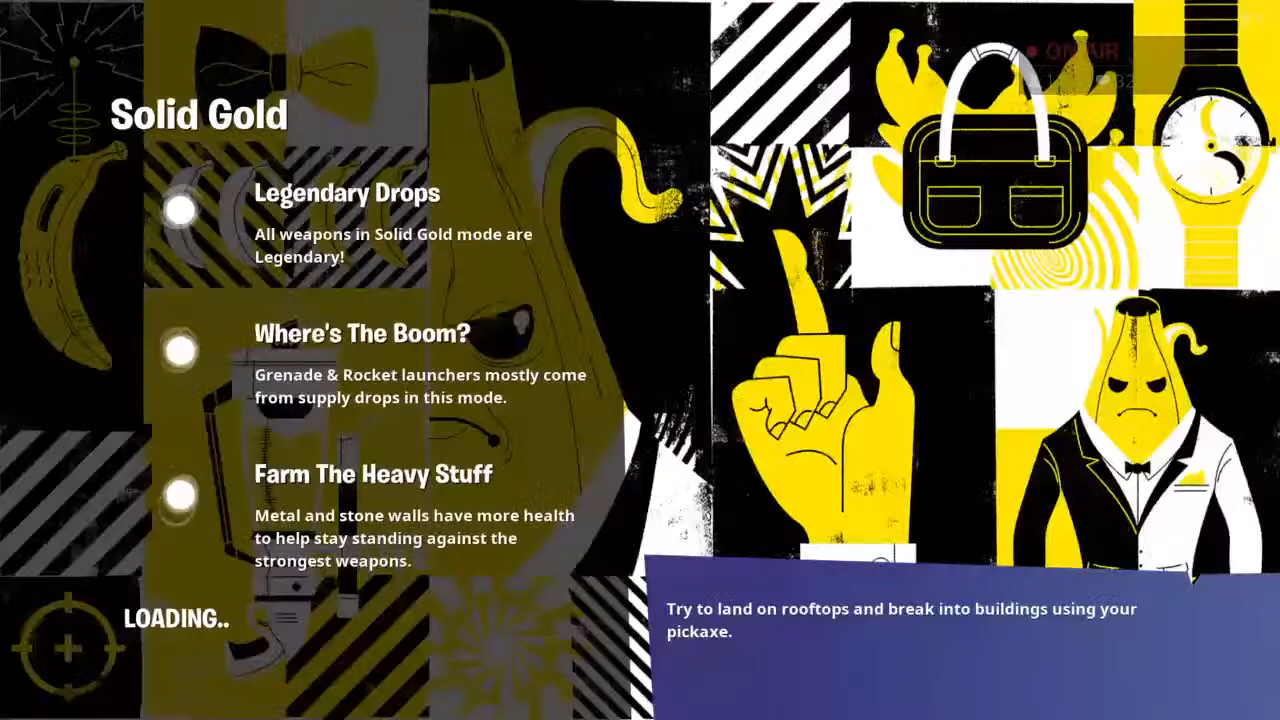 Solid Gold
Legendary Drops
All weapons in Solid Gold mode are
Legendary!
Where's The Boom?
Grenade & Rocket launchers mostly come
from supply drops in this mode.
Farm The Heavy Stuff
Metal and stone walls have more health
to help stay standing against the
strongest weapons.
LOADING..
ON AIR
Try to land on rooftops and break into buildings using your
pickaxe.